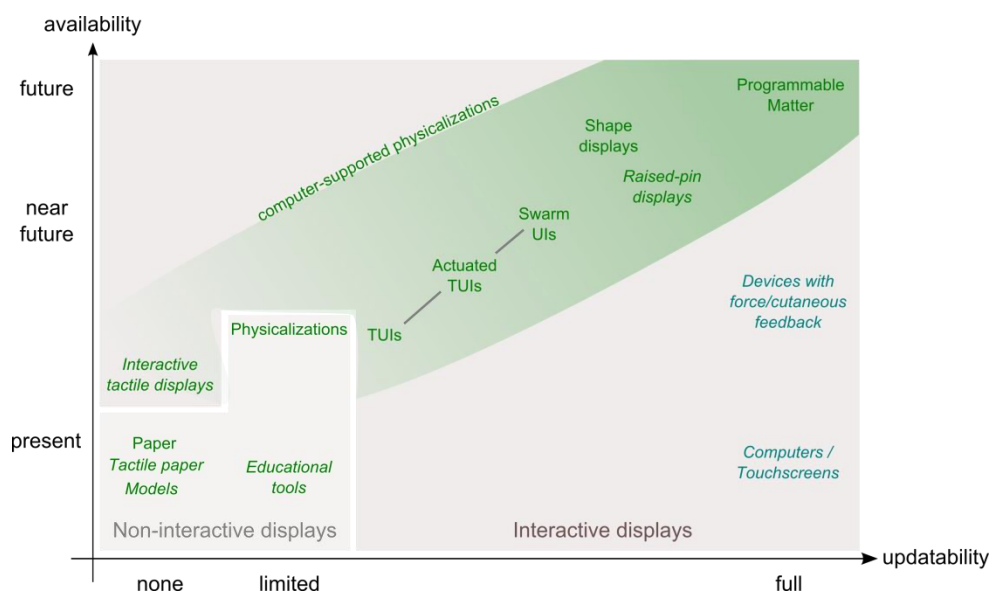 availability
future
Programmable
Matter
computer-supported physicalizations
Shape
displays
Raised-pin
displays
near
future
Swarm
UIs
Actuated
TUIs
Devices with
force/cutaneous
feedback
Physicalizations
TUIs
Interactive
tactile displays
present
Paper
Tactile paper
Models
Educational
tools
Computers /
Touchscreens
Non-interactive displays
Interactive displays
updatability
none
limited
full